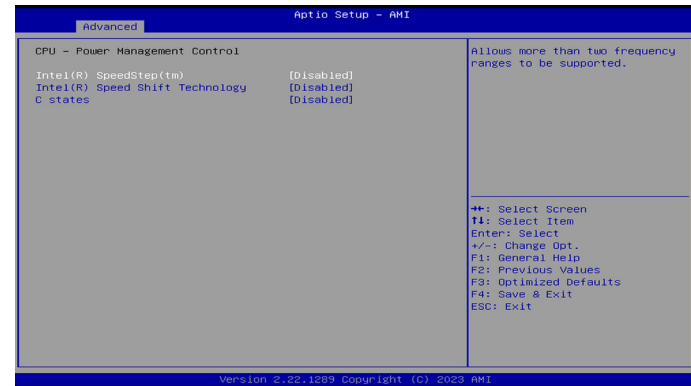 Aptio Setup – AMI
Advanced
CPU – Power Management Control
Intel(R) SpeedStep(tm) [Disabled]
Intel(R) Speed Shift Technology [Disabled]
C states [Disabled]
Allows more than two frequency
ranges to be supported.
→←: Select Screen
↑↓: Select Item
Enter: Select
+/-: Change Opt.
F1: General Help
F2: Previous Values
F3: Optimized Defaults
F4: Save & Exit
ESC: Exit
Version 2.22.1289 Copyright (C) 2023 AMI